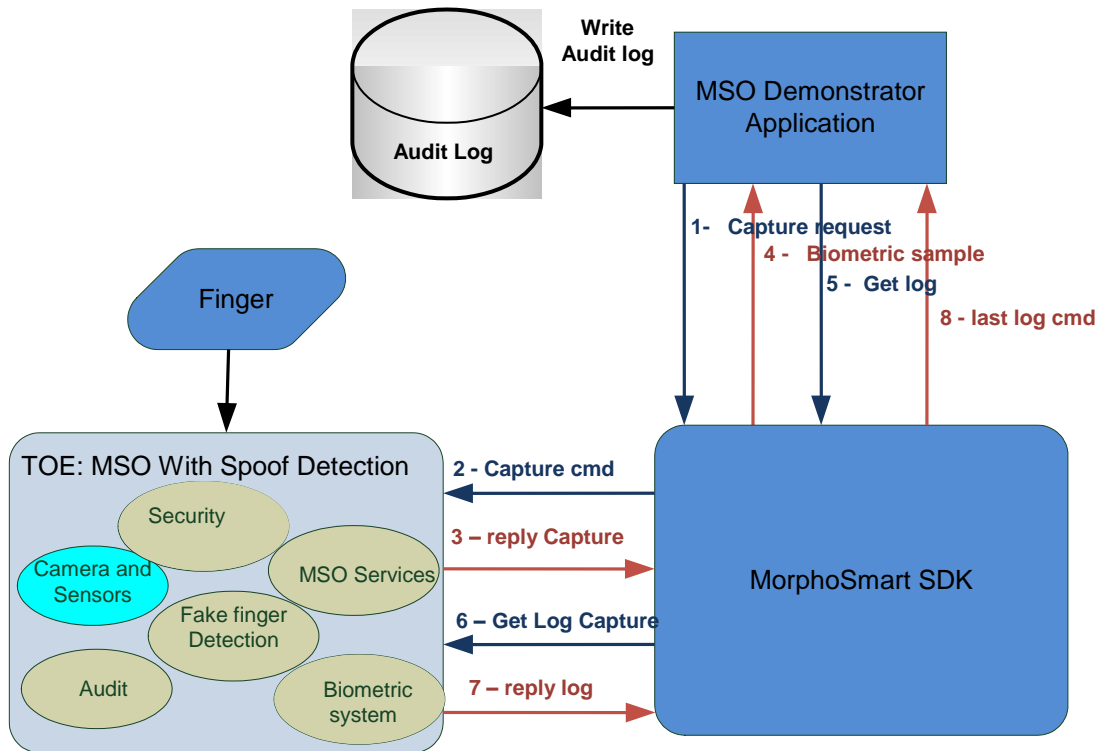 Write
Audit log
MSO Demonstrator
Application
Audit Log
1-   Capture request
4 -   Biometric sample
5 -  Get log
8 - last log cmd
Finger
TOE: MSO With Spoof Detection
Security
Camera and
Sensors
MSO Services
Fake finger
Detection
Audit
Biometric
system
2 - Capture cmd
3 – reply Capture
6 – Get Log Capture
7 – reply log
MorphoSmart SDK